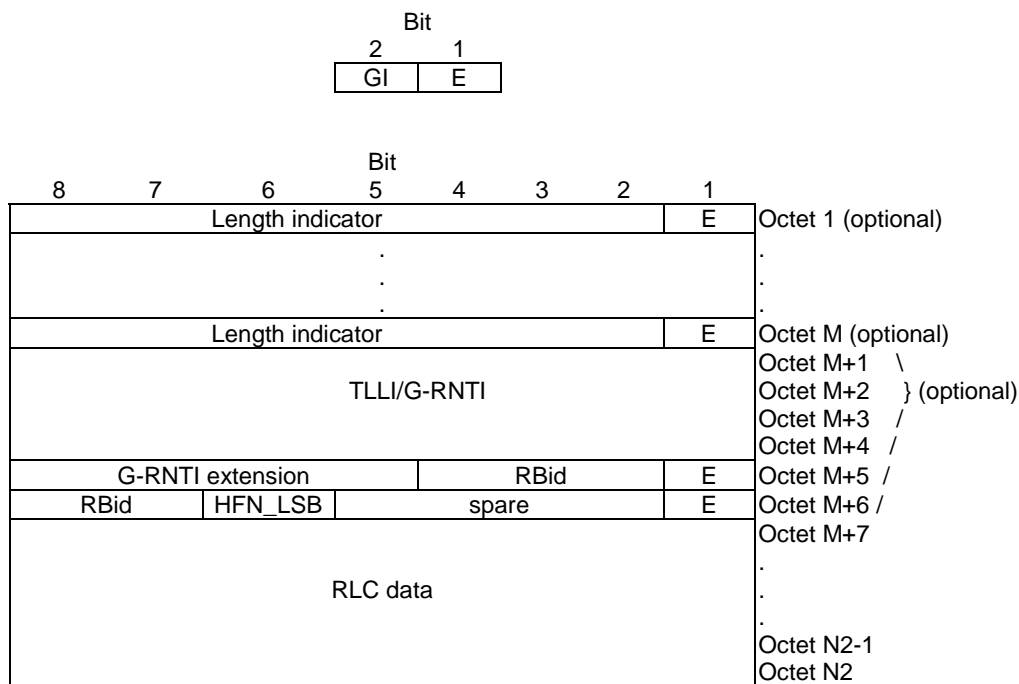 Bit
2 1
GI E
Bit
8 7 6 5 4 3 2 1
Length indicator E Octet 1 (optional)
. .
. .
. .
Length indicator E Octet M (optional)
Octet M+1 \
TLLI/G-RNTI Octet M+2 } (optional)
Octet M+3 /
Octet M+4 /
G-RNTI extension RBid E Octet M+5 /
RBid HFN_LSB spare E Octet M+6 /
Octet M+7
.
RLC data .
.
Octet N2-1
Octet N2